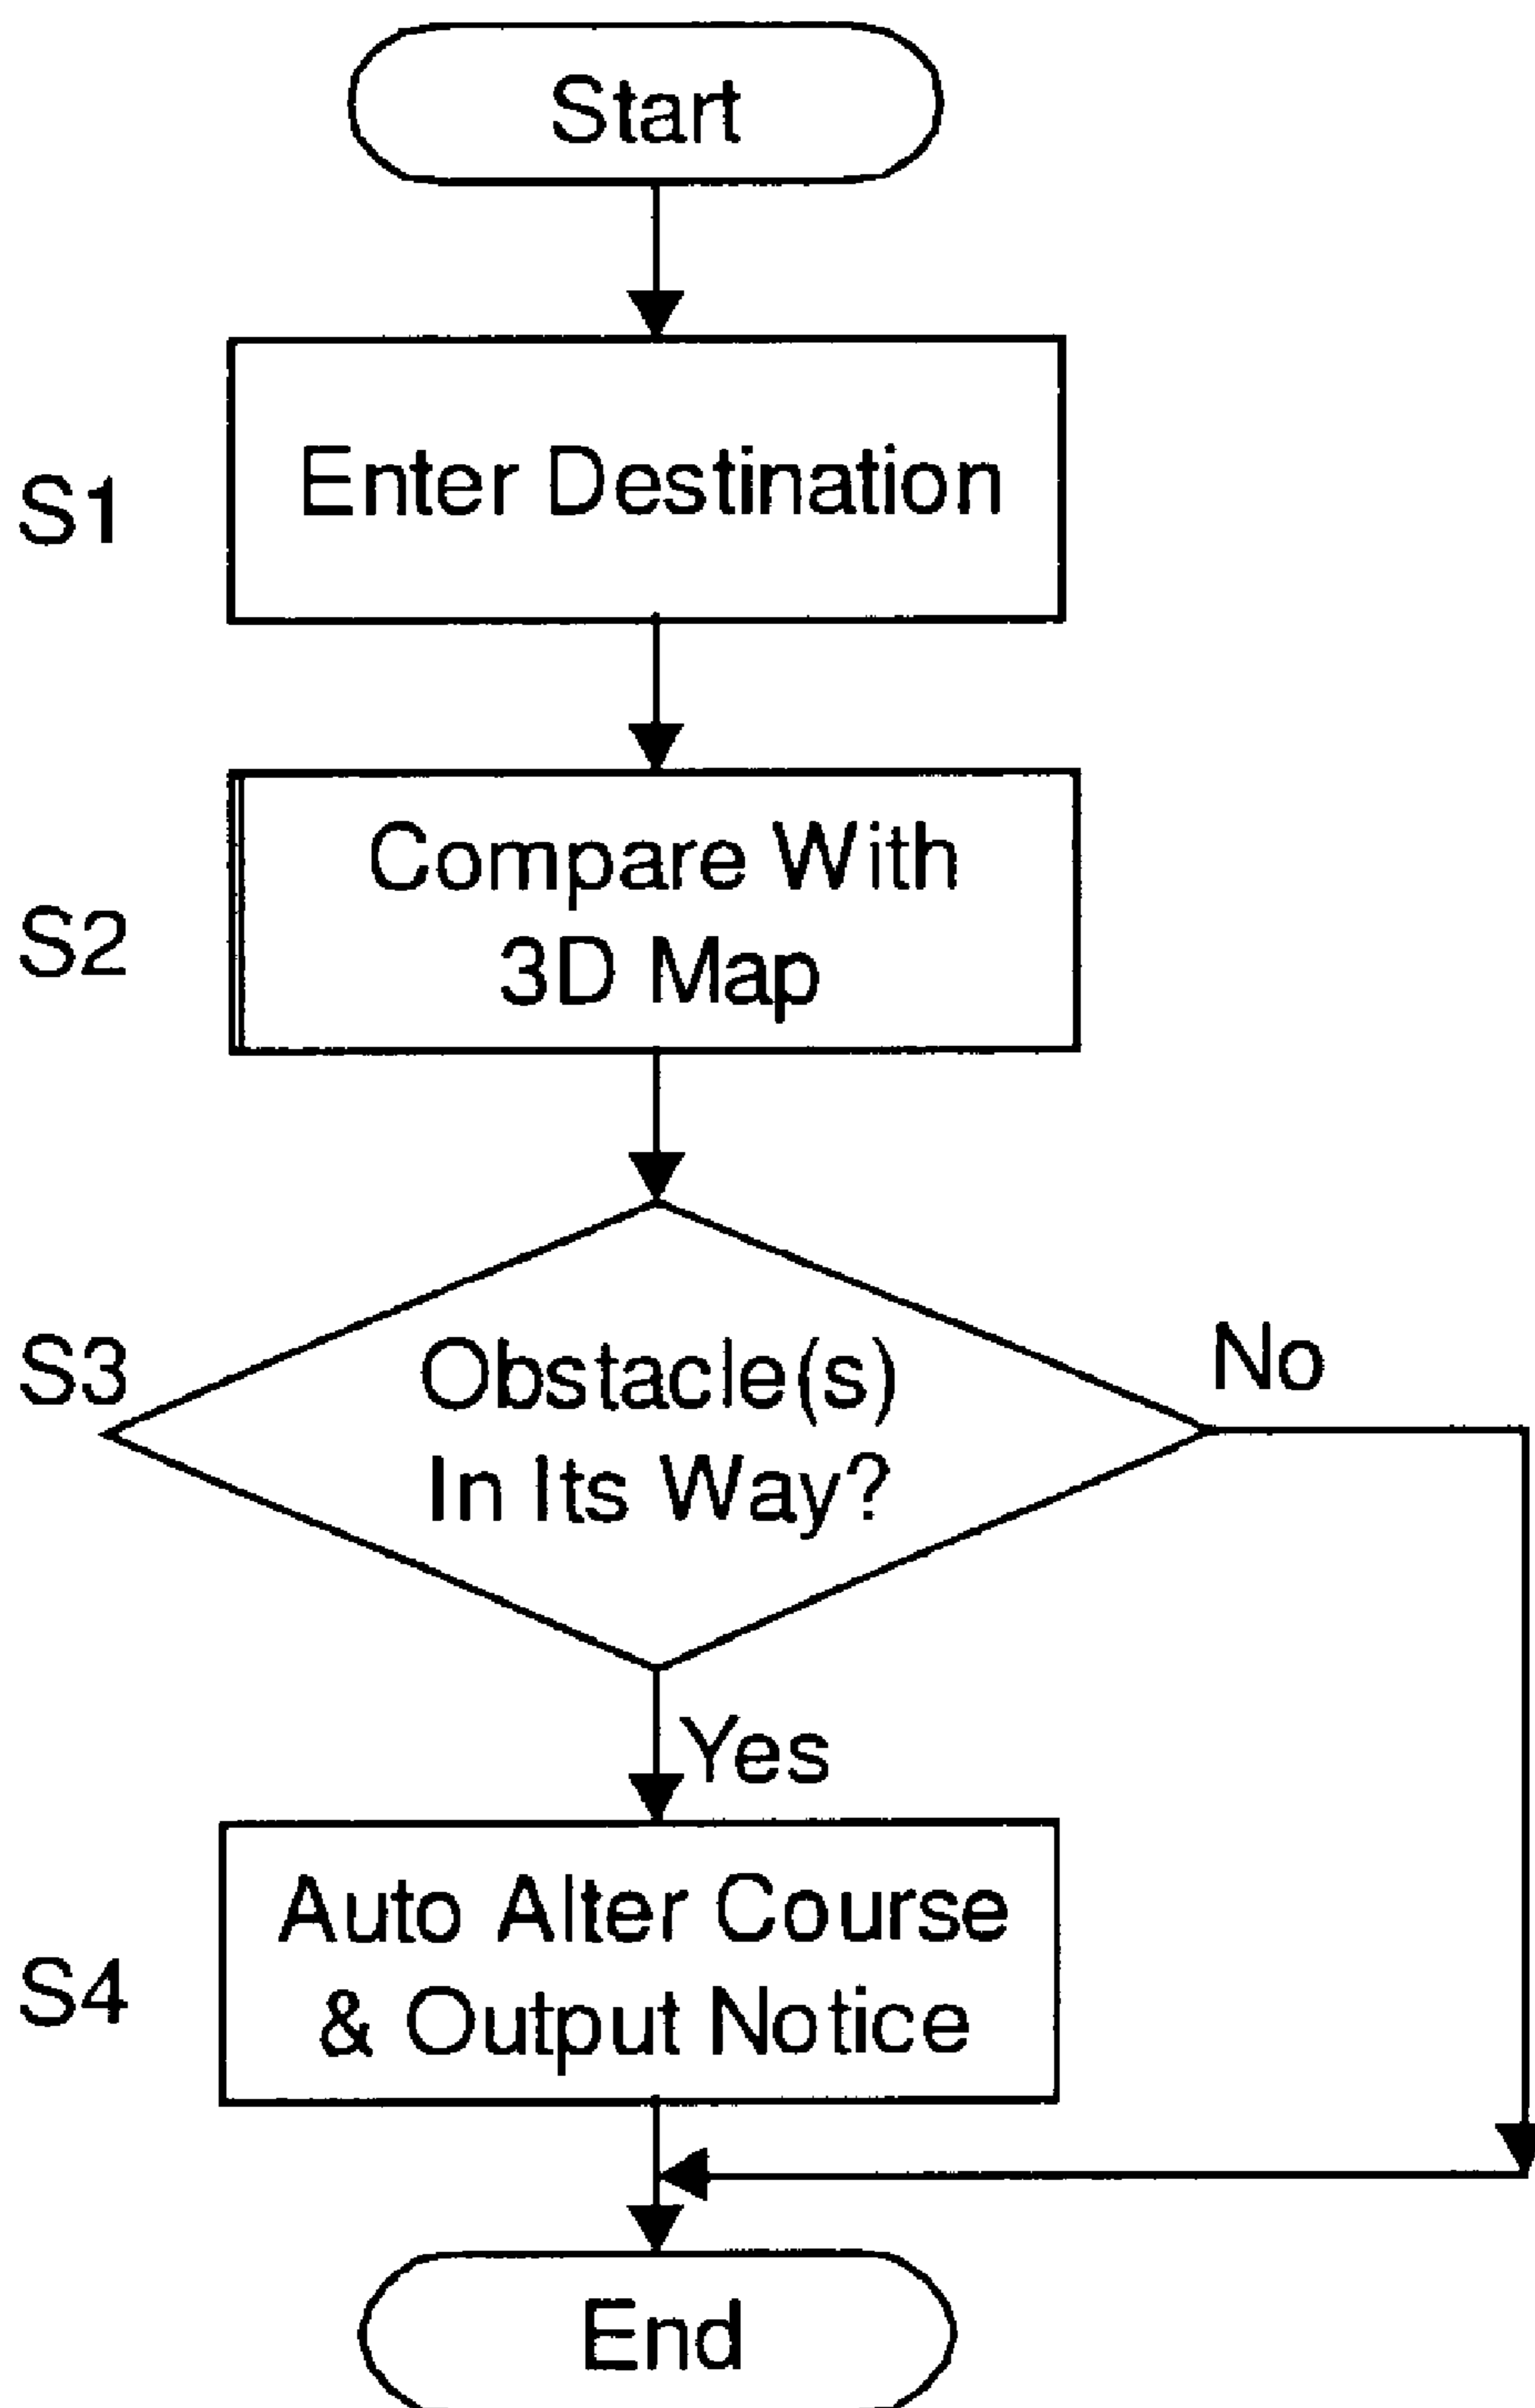 Start
S1
Enter Destination
S2
Compare With
3D Map
S3
Obstacle(s)
In Its Way?
No
Yes
S4
Auto Alter Course
& Output Notice
End